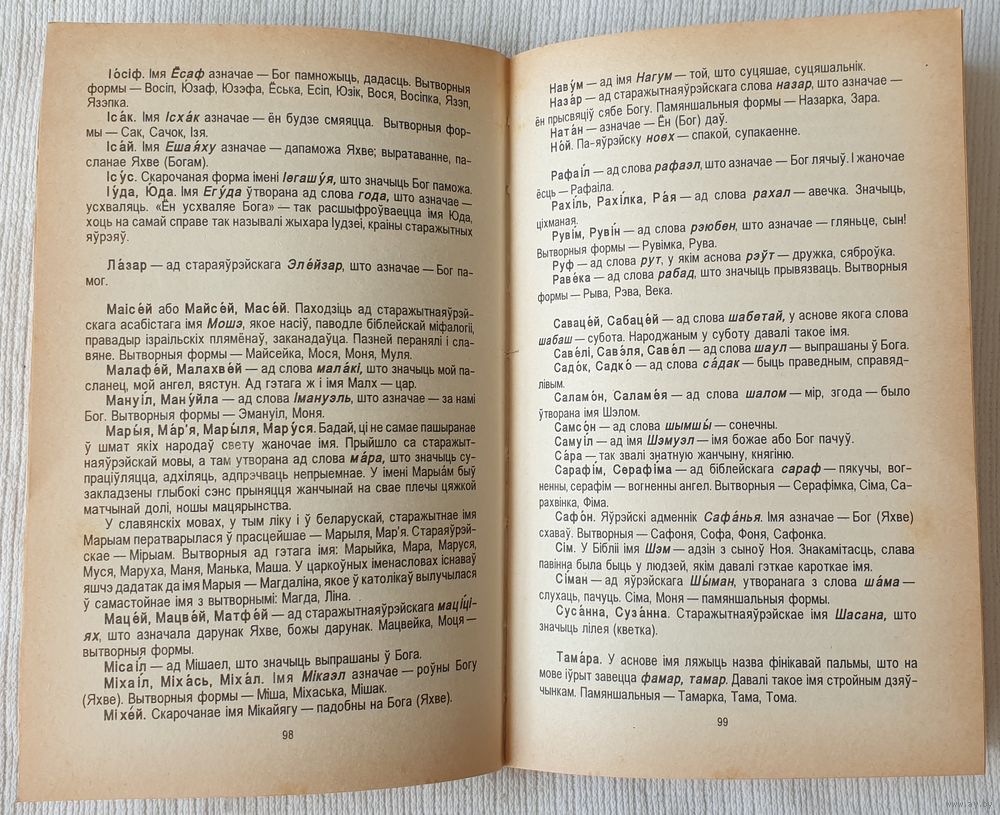 Іо́сіф. Імя Ёсаф азначае — Бог памножыць, дадасць. Вытворныя
формы — Восіп, Юзаф, Юзэфа, Ёська, Есіп, Юзік, Вося, Восіпка, Язэп,
Язэпка.
Іса́к. Імя Ісха́к азначае — ён будзе смяяцца. Вытворныя фор-
мы — Сак, Сачок, Ізя.
Іса́й. Імя Ешая́ху азначае — дапамога Яхве; выратаванне, па-
сланае Яхве (Богам).
Ісу́с. Скарочаная форма імені Іегашу́я, што значыць Бог паможа.
Іу́да, Юда. Імя Егу́да ўтворана ад слова года, што азначае —
усхваляць. «Ён усхваляе Бога» — так расшыфроўваецца імя Юда,
хоць на самай справе так называлі жыхара Іудзеі, краіны старажытных
яўрэяў.
Ла́зар — ад стараяўрэйскага Эле́йзар, што азначае — Бог па-
мог.
Маісе́й або Майсе́й, Масе́й. Паходзіць ад старажытнаяўрэй-
скага асабістага імя Мошэ, якое насіў, паводле біблейскай міфалогіі,
правадыр ізраільскіх плямёнаў, заканадаўца. Пазней перанялі і сла-
вяне. Вытворныя формы — Майсейка, Мося, Моня, Муля.
Малафе́й, Малахве́й — ад слова мала́кі, што значыць мой па-
сланец, мой ангел, вястун. Ад гэтага ж і імя Малх — цар.
Мануі́л,Ману́йла — ад слова Імануэль, што азначае — за намі
Бог. Вытворныя формы — Эмануіл, Моня.
Мары́я, Ма́р'я, Мары́ля, Мару́ся. Бадай, ці не самае пашыранае
ў шмат якіх народаў свету жаночае імя. Прыйшло са старажыт-
наяўрэйскай мовы, а там утворана ад слова ма́ра, што значыць су-
праціўляцца, адхіляць, адпрэчваць непрыемнае. У імені Марыам быў
закладзены глыбокі сэнс прыняцця жанчынай на свае плечы цяжкой
матчынай долі, ношы мацярынства.
У славянскіх мовах, у тым ліку і ў беларускай, старажытнае імя
Марыам ператварылася ў прасцейшае — Марыля, Мар'я. Стараяўрэй-
скае — Мірыам. Вытворныя ад гэтага імя: Марыйка, Мара, Маруся,
Муся, Маруха, Маня, Манька, Маша. У царкоўных іменасловах існаваў
яшчэ дадатак да імя Марыя — Магдаліна, якое ў католікаў вылучылася
ў самастойнае імя з вытворнымі: Магда, Ліна.
Маце́й, Мацве́й, Матфе́й — ад старажытнаяўрэйскага маці́ці-
ях, што азначала дарунак Яхве, божы дарунак. Мацвейка, Моця —
вытворныя формы.
Місаі́л — ад Мішаел, што значыць выпрашаны ў Бога.
Міхаі́л, Міха́сь, Міха́л. Імя Мікаэл азначае — роўны Богу
(Яхве). Вытворныя формы — Міша, Міхаська, Мішак.
Міхе́й. Скарочанае імя Мікайягу — падобны на Бога (Яхве).
98
Наву́м — ад імя Нагум — той, што суцяшае, суцяшальнік.
Наза́р — ад старажытнаяўрэйскага слова назар, што азначае —
ён прысвяціў сябе Богу. Памяншальныя формы — Назарка, Зара.
Ната́н — азначае — Ён (Бог) даў.
Но́й. Па-яўрэйску ноех — спакой, супакаенне.
Рафаі́л — ад слова рафаэл, што азначае — Бог лячыў. І жаночае
ёсць — Рафаіла.
Рахі́ль, Рахі́лка, Ра́я — ад слова рахал — авечка. Значыць,
ціхманая.
Руві́м, Руві́н — ад слова рэюбен, што азначае — гляньце, сын!
Вытворныя формы — Рувімка, Рува.
Руф — ад слова рут, у якім аснова рэўт — дружка, сяброўка.
Раве́ка — ад слова рабад, што значыць прывязваць. Вытворныя
формы — Рыва, Рэва, Века.
Саваце́й, Сабаце́й — ад слова шабетай, у аснове якога слова
шабаш — субота. Народжаным у суботу давалі такое імя.
Саве́лі, Савэ́ля, Саве́л — ад слова шаул — выпрашаны ў Бога.
Садо́к, Садко́ — ад слова са́дак — быць праведным, справяд-
лівым.
Саламо́н, Саламе́я — ад слова шалом — мір, згода — было
ўтворана імя Шэлом.
Самсо́н — ад слова шымшы́ — сонечны.
Самуі́л — ад імя Шэмуэл — імя божае або Бог пачуў.
Са́ра — так звалі знатную жанчыну, княгіню.
Сарафі́м, Серафі́ма — ад біблейскага сараф — пякучы, вог-
ненны, серафім — вогненны ангел. Вытворныя — Серафімка, Сіма, Са-
рахвінка, Фіма.
Сафо́н. Яўрэйскі адменнік Сафа́нья. Імя азначае — Бог (Яхве)
схаваў. Вытворныя — Сафоня, Софа, Фоня, Сафонка.
Сім. У Бібліі імя Шэм — адзін з сыноў Ноя. Знакамітасць, слава
павінна была быць у людзей, якім давалі гэткае кароткае імя.
Сі́ман — ад яўрэйскага Шы́ман, утворанага з слова ша́ма —
слухаць, пачуць. Сіма, Моня — памяншальныя формы.
Суса́нна, Суза́нна. Старажытнаяўрэйскае імя Шасана, што
значыць лілея (кветка).
Тама́ра. У аснове імя ляжыць назва фінікавай пальмы, што на
мове іўрыт завецца фамар, тамар. Давалі такое імя стройным дзяў-
чынкам. Памяншальныя — Тамарка, Тама, Тома.
99
www.ay.by